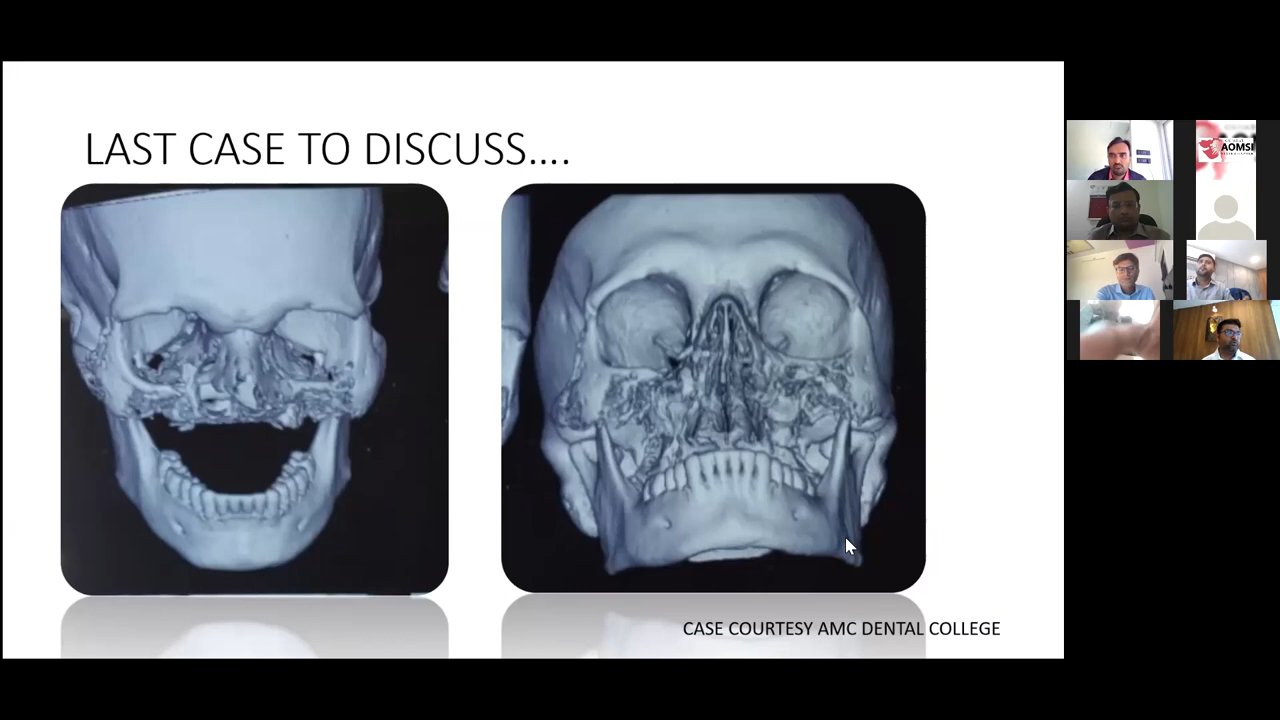 LAST CASE TO DISCUSS....
AOMSI
CASE COURTESY AMC DENTAL COLLEGE